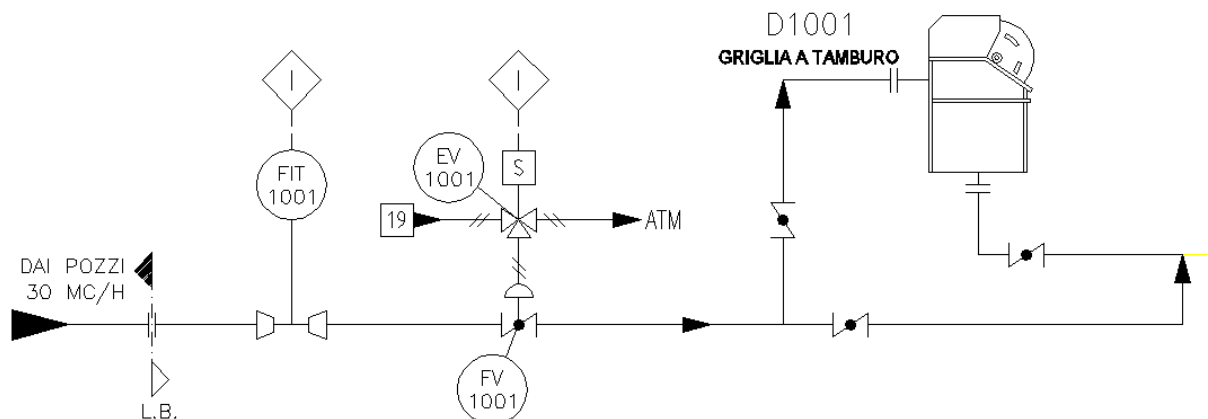 D1001
GRIGLIA A TAMBURO
I
I
FIT
1001
EV
1001
S
19
ATM
DAI POZZI
30 MC/H
FV
1001
L.B.